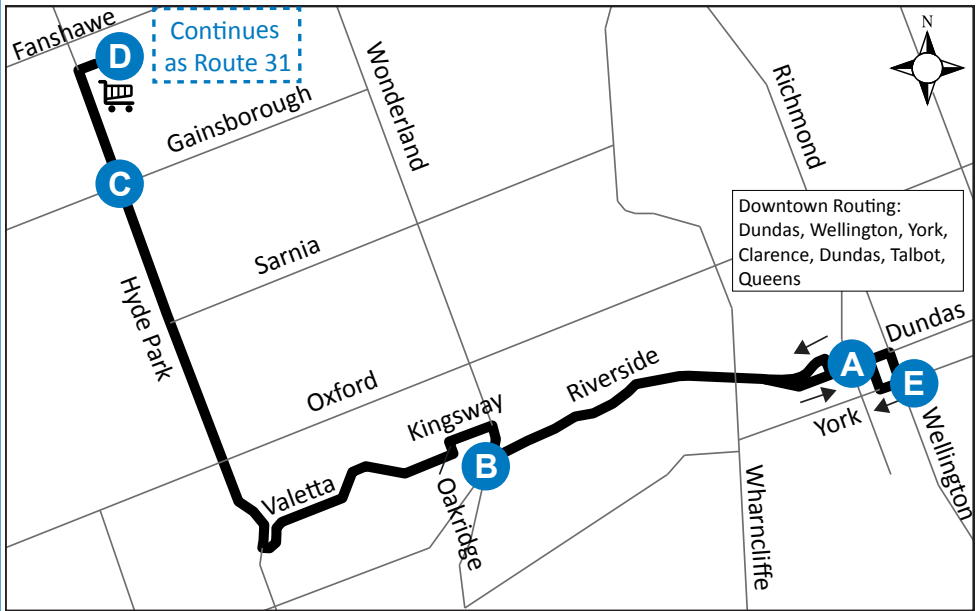 Fanshawe
D
Continues
as Route 31
Wonderland
N
Richmond
Gainsborough
C
Downtown Routing:
Dundas, Wellington, York,
Clarence, Dundas, Talbot,
Queens
Sarnia
Hyde Park
Dundas
Oxford
Riverside
A
E
Kingsway
York
B
Wellington
Valetta
Oakridge
Wharncliffe